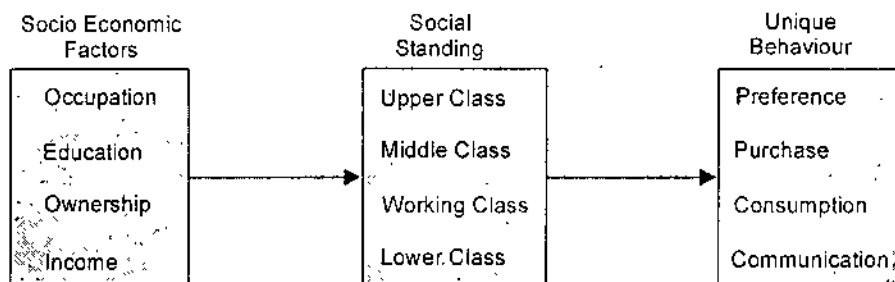 Socio Economic
Factors
Occupation
Education
Ownership
Income
Social
Standing
Upper Class
Middle Class
Working Class
Lower Class
Unique
Behaviour
Preference
Purchase
Consumption
Communication